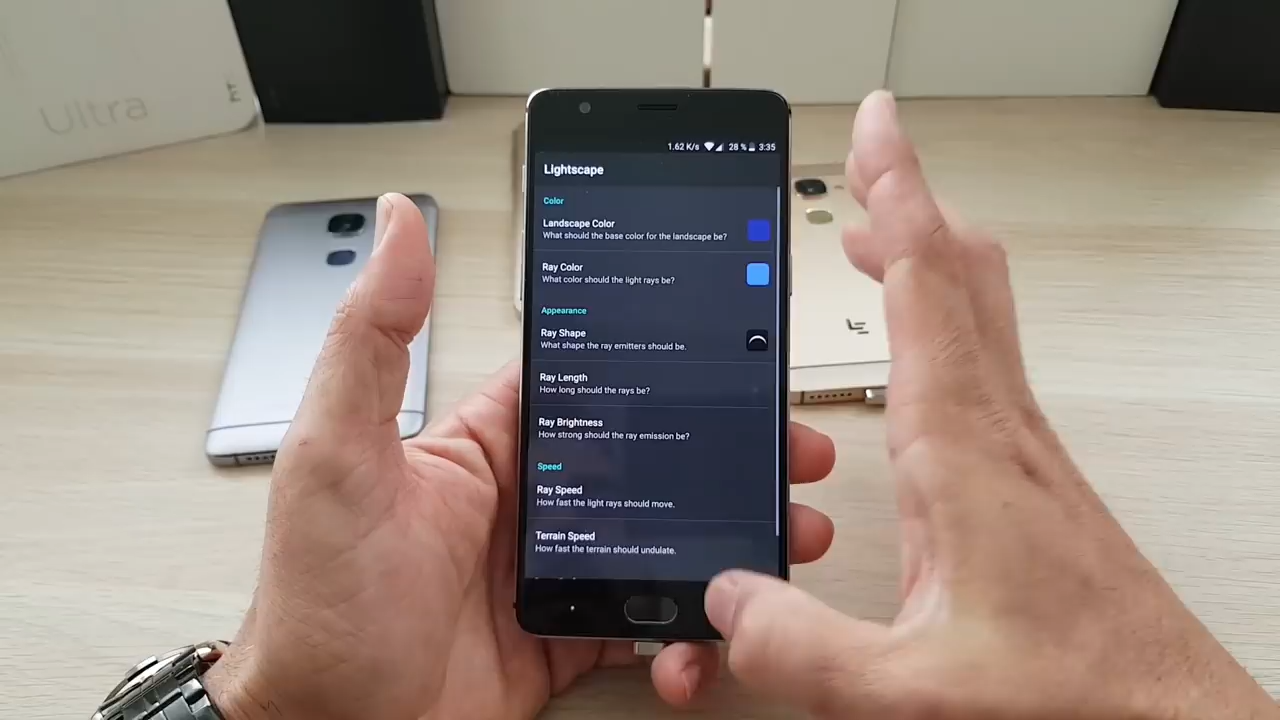 Ultra
1.62 K/s 28 % 3:35
Lightscape
Color
Landscape Color
What should the base color for the landscape be?
Ray Color
What color should the light rays be?
Appearance
Ray Shape
What shape the ray emitters should be.
Ray Length
How long should the rays be?
Ray Brightness
How strong should the ray emission be?
Speed
Ray Speed
How fast the light rays should move.
Terrain Speed
How fast the terrain should undulate.